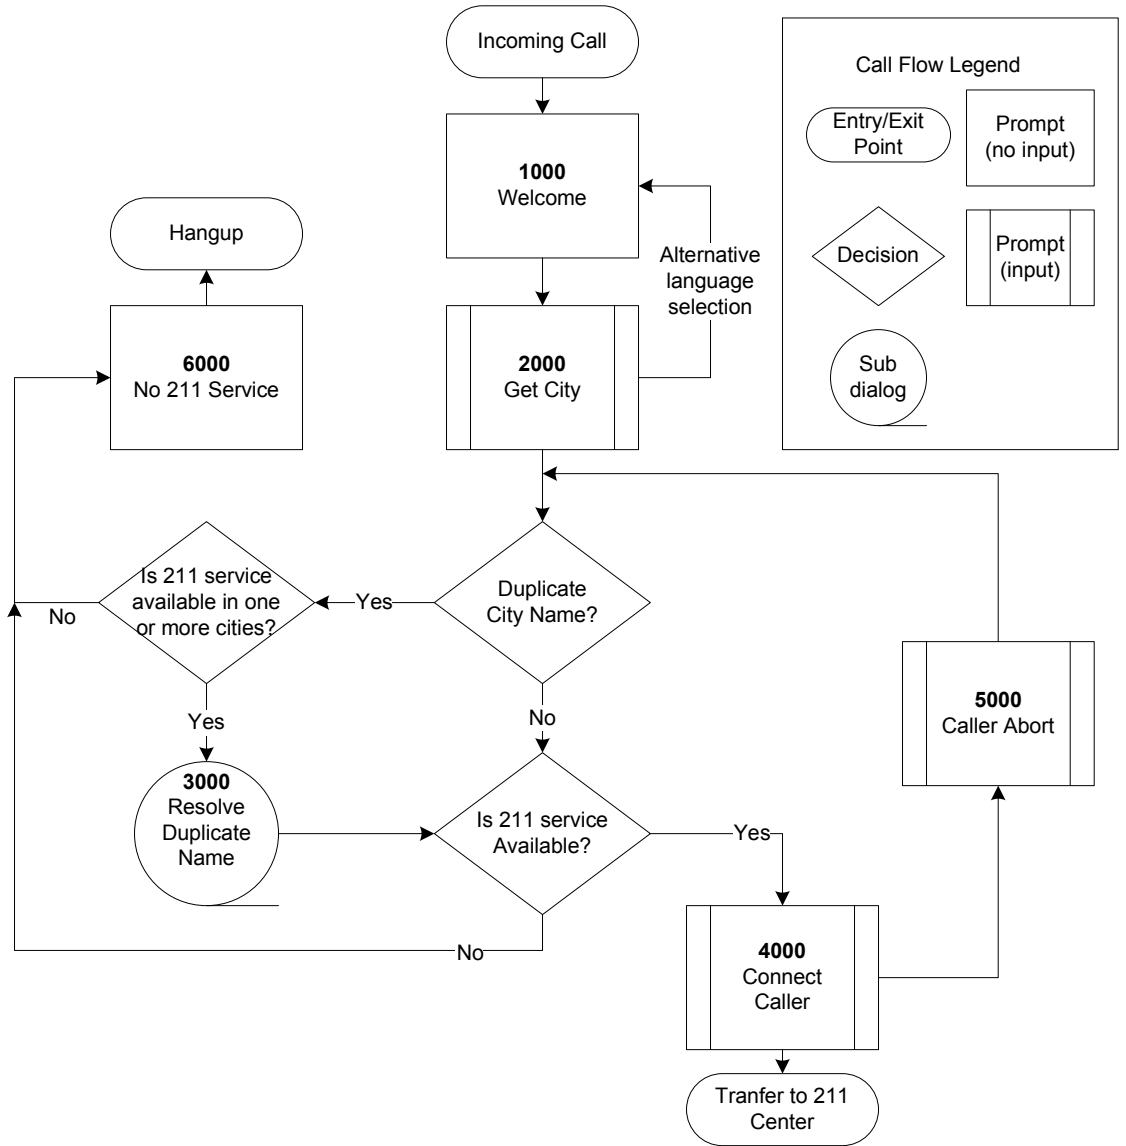 Incoming Call
Call Flow Legend
Entry/Exit
Point
Prompt
(no input)
Decision
Prompt
(input)
Sub
dialog
1000
Welcome
Alternative
language
selection
Hangup
6000
No 211 Service
2000
Get City
Is 211 service
available in one
or more cities?
Yes
Duplicate
City Name?
No
Yes
No
5000
Caller Abort
3000
Resolve
Duplicate
Name
Is 211 service
Available?
Yes
No
4000
Connect
Caller
Tranfer to 211
Center